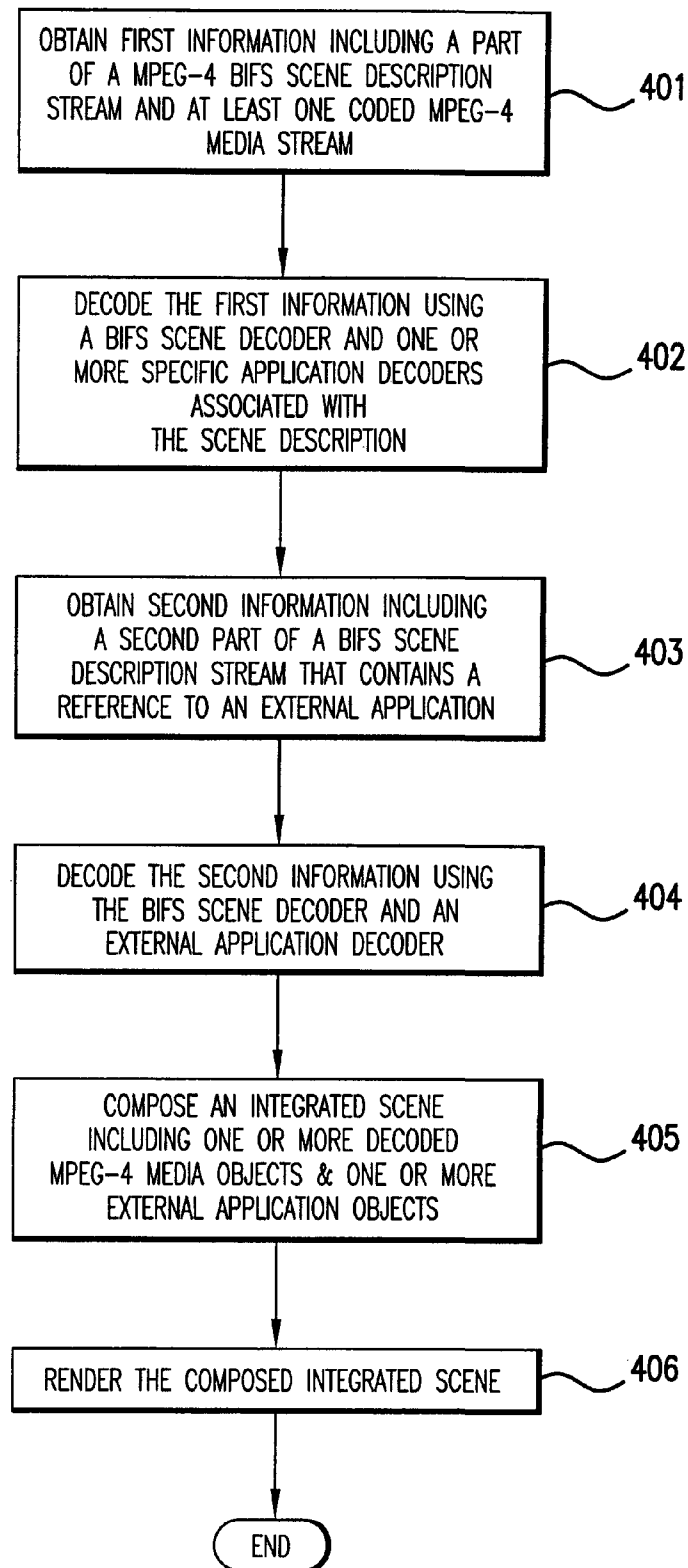 OBTAIN FIRST INFORMATION INCLUDING A PART
OF A MPEG-4 BIFS SCENE DESCRIPTION
STREAM AND AT LEAST ONE CODED MPEG-4
MEDIA STREAM
401
DECODE THE FIRST INFORMATION USING
A BIFS SCENE DECODER AND ONE OR
MORE SPECIFIC APPLICATION DECODERS
ASSOCIATED WITH
THE SCENE DESCRIPTION
402
OBTAIN SECOND INFORMATION INCLUDING
A SECOND PART OF A BIFS SCENE
DESCRIPTION STREAM THAT CONTAINS A
REFERENCE TO AN EXTERNAL APPLICATION
403
DECODE THE SECOND INFORMATION USING
THE BIFS SCENE DECODER AND AN
EXTERNAL APPLICATION DECODER
404
COMPOSE AN INTEGRATED SCENE
INCLUDING ONE OR MORE DECODED
MPEG-4 MEDIA OBJECTS & ONE OR MORE
EXTERNAL APPLICATION OBJECTS
405
RENDER THE COMPOSED INTEGRATED SCENE
406
END